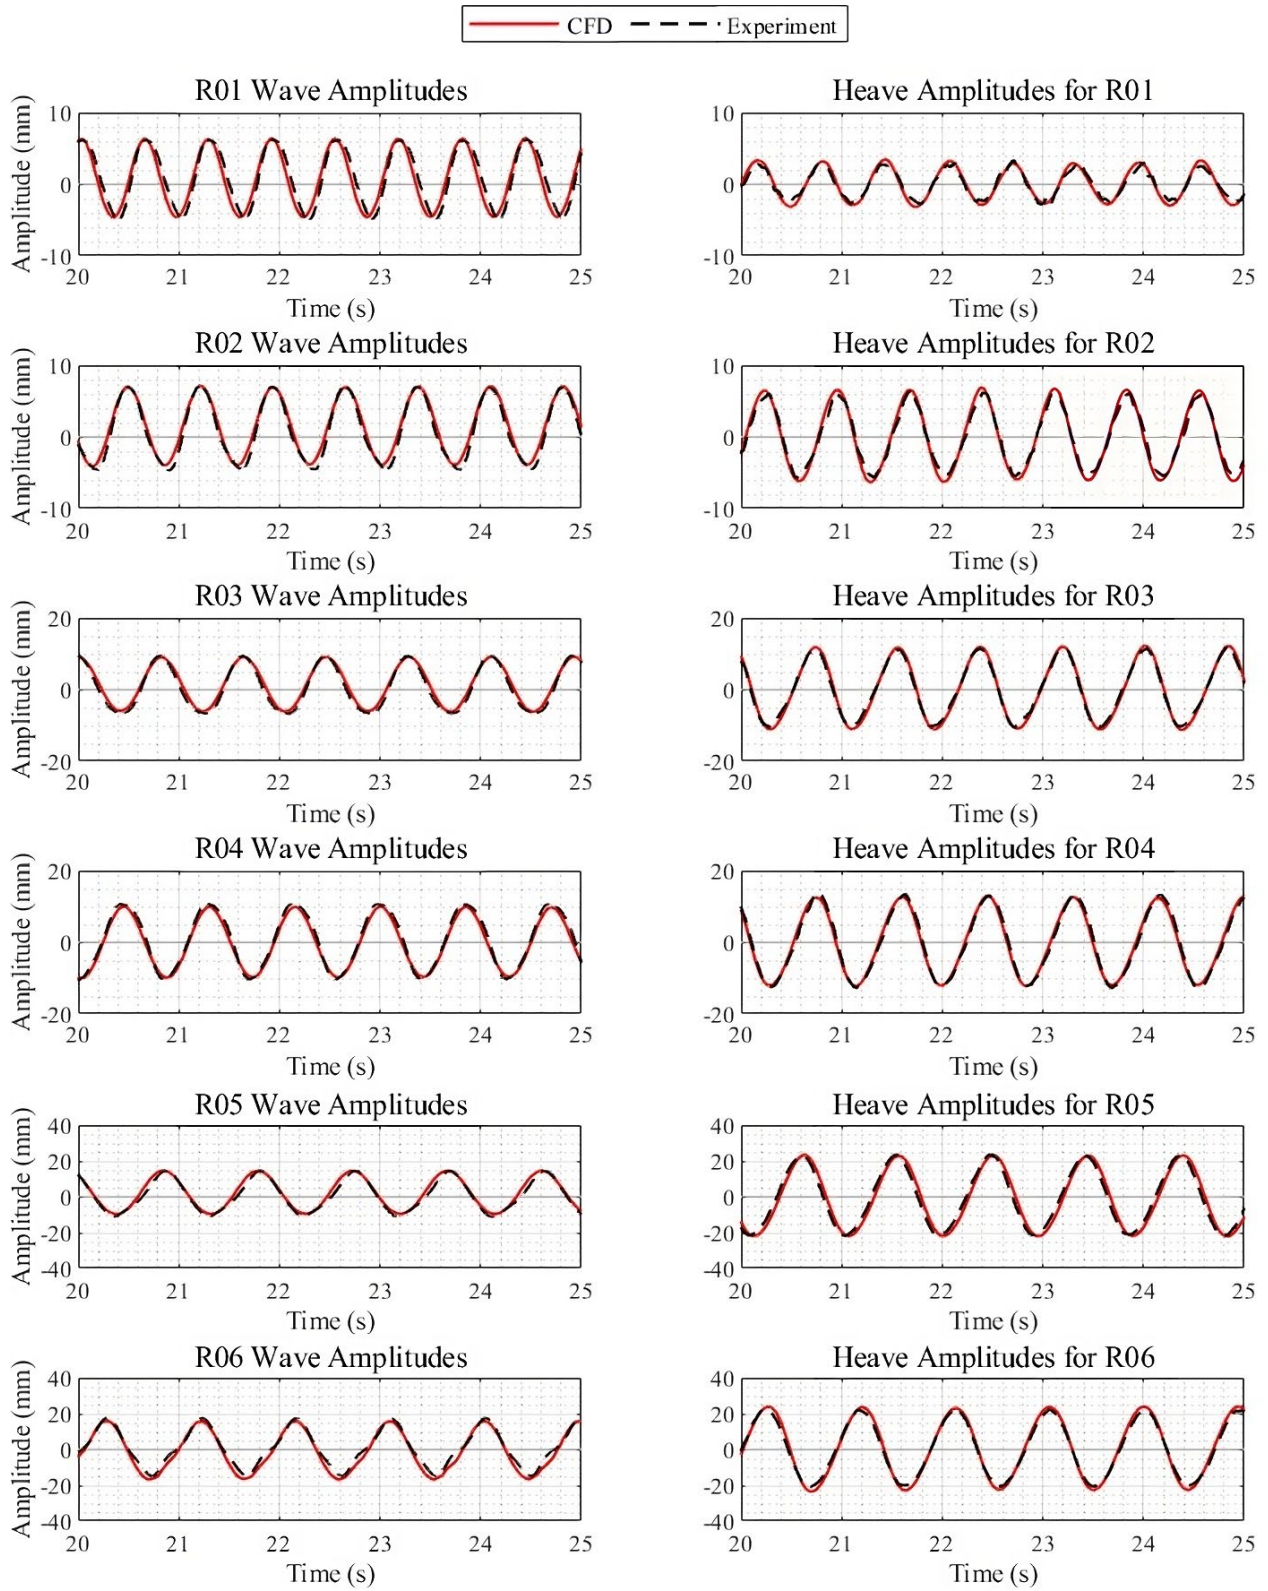 CFD Experiment
R01 Wave Amplitudes
Amplitude (mm)
10
0
-10
20 21 22 23 24 25
Time (s)
Heave Amplitudes for R01
10
0
-10
20 21 22 23 24 25
Time (s)
R02 Wave Amplitudes
Amplitude (mm)
10
0
-10
20 21 22 23 24 25
Time (s)
Heave Amplitudes for R02
10
0
-10
20 21 22 23 24 25
Time (s)
R03 Wave Amplitudes
Amplitude (mm)
20
0
-20
20 21 22 23 24 25
Time (s)
Heave Amplitudes for R03
20
0
-20
20 21 22 23 24 25
Time (s)
R04 Wave Amplitudes
Amplitude (mm)
20
0
-20
20 21 22 23 24 25
Time (s)
Heave Amplitudes for R04
20
0
-20
20 21 22 23 24 25
Time (s)
R05 Wave Amplitudes
Amplitude (mm)
40
20
0
-20
-40
20 21 22 23 24 25
Time (s)
Heave Amplitudes for R05
40
20
0
-20
-40
20 21 22 23 24 25
Time (s)
R06 Wave Amplitudes
Amplitude (mm)
40
20
0
-20
-40
20 21 22 23 24 25
Time (s)
Heave Amplitudes for R06
40
20
0
-20
-40
20 21 22 23 24 25
Time (s)